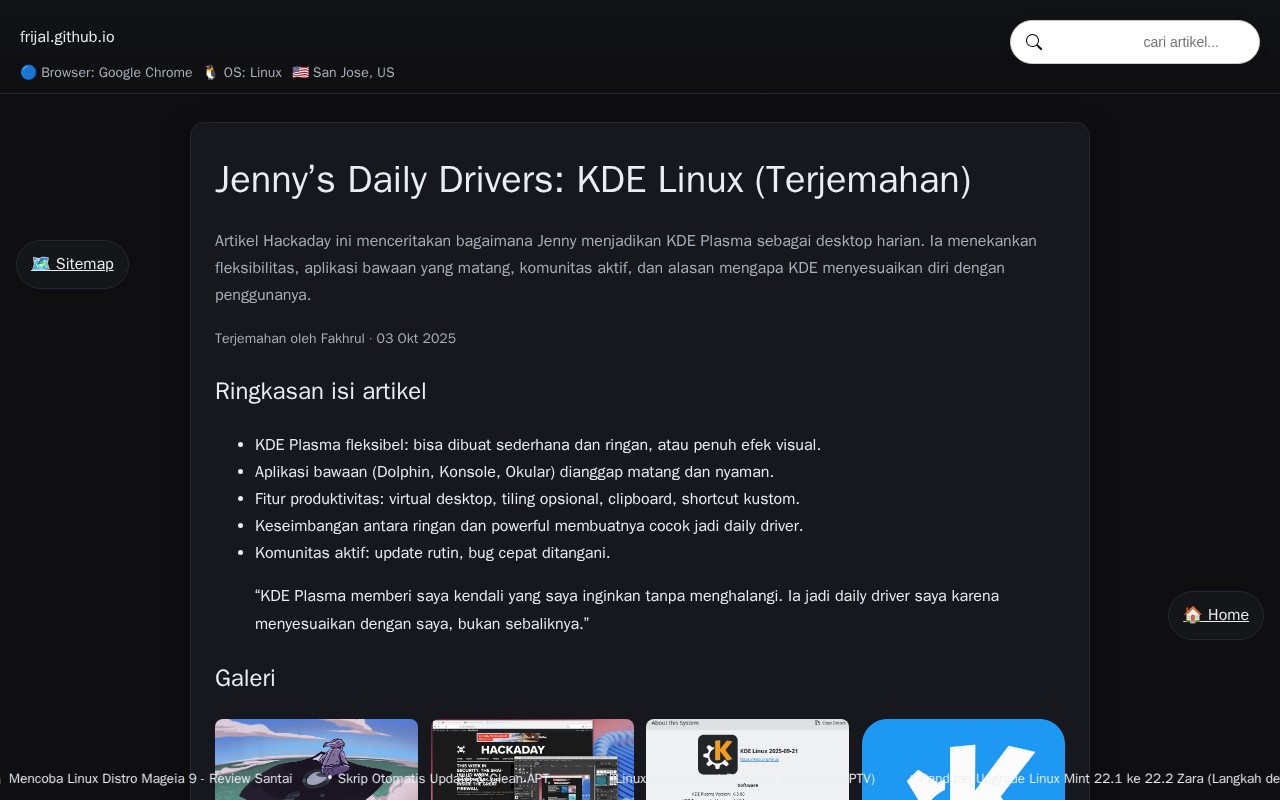 frijal.github.io
cari artikel...
🔵 Browser: Google Chrome 🐧 OS: Linux 🇺🇸 San Jose, US
Jenny’s Daily Drivers: KDE Linux (Terjemahan)
Artikel Hackaday ini menceritakan bagaimana Jenny menjadikan KDE Plasma sebagai desktop harian. Ia menekankan
fleksibilitas, aplikasi bawaan yang matang, komunitas aktif, dan alasan mengapa KDE menyesuaikan diri dengan
penggunanya.
🗺️ Sitemap
Terjemahan oleh Fakhrul · 03 Okt 2025
Ringkasan isi artikel
• KDE Plasma fleksibel: bisa dibuat sederhana dan ringan, atau penuh efek visual.
• Aplikasi bawaan (Dolphin, Konsole, Okular) dianggap matang dan nyaman.
• Fitur produktivitas: virtual desktop, tiling opsional, clipboard, shortcut kustom.
• Keseimbangan antara ringan dan powerful membuatnya cocok jadi daily driver.
• Komunitas aktif: update rutin, bug cepat ditangani.
“KDE Plasma memberi saya kendali yang saya inginkan tanpa menghalangi. Ia jadi daily driver saya karena
menyesuaikan dengan saya, bukan sebaliknya.”
🏠 Home
Galeri
HACKADAY
About this System
Copy Details
KDE Linux 2025-09-21
Software
Mencoba Linux Distro Mageia 9 - Review Santai • Skrip Otomatis Update APT Linux PTV) Panduan Upgrade Linux Mint 22.1 ke 22.2 Zara (Langkah de